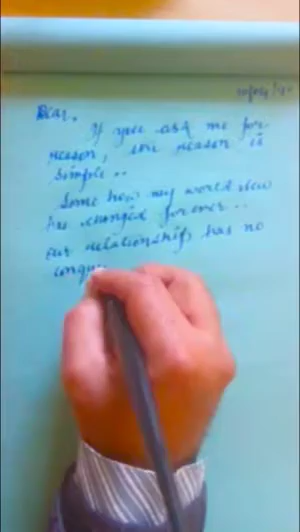 Dear,
If you ask me for
reason, reason is
simple..
Some how my world view
has changed forever..
our relationship has no